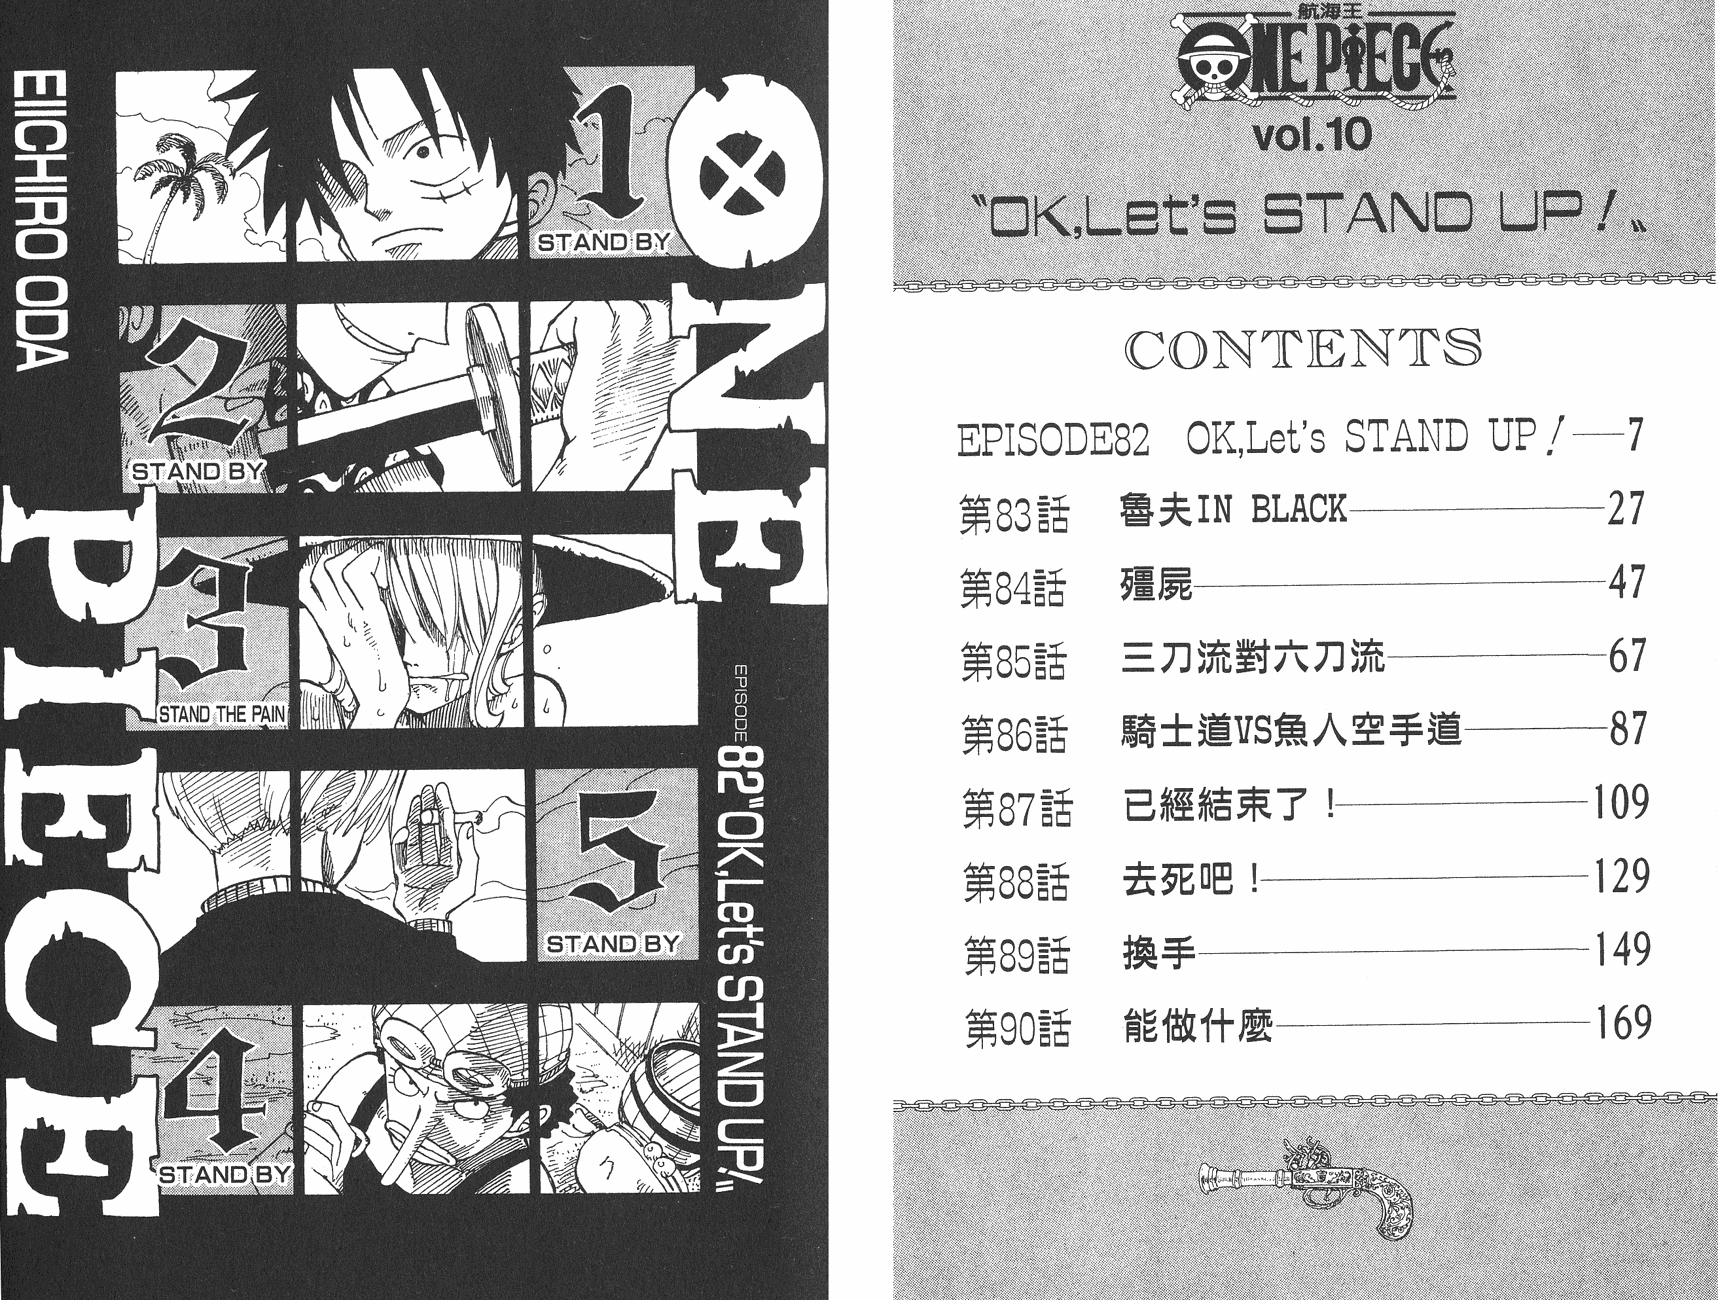 EIICHIRO ODA
ONE
PIECE
1
STAND BY
2
STAND BY
3
STAND THE PAIN
5
STAND BY
4
STAND BY
EPISODE82"OK,Let's STAND UP!"
航海王
ONE PIECE
vol.10
"OK,Let's STAND UP!"
CONTENTS
EPISODE82 OK,Let's STAND UP! 7
第83話 魯夫IN BLACK 27
第84話 殭屍 47
第85話 三刀流對六刀流 67
第86話 騎士道VS魚人空手道 87
第87話 已經結束了！ 109
第88話 去死吧！ 129
第89話 換手 149
第90話 能做什麼 169